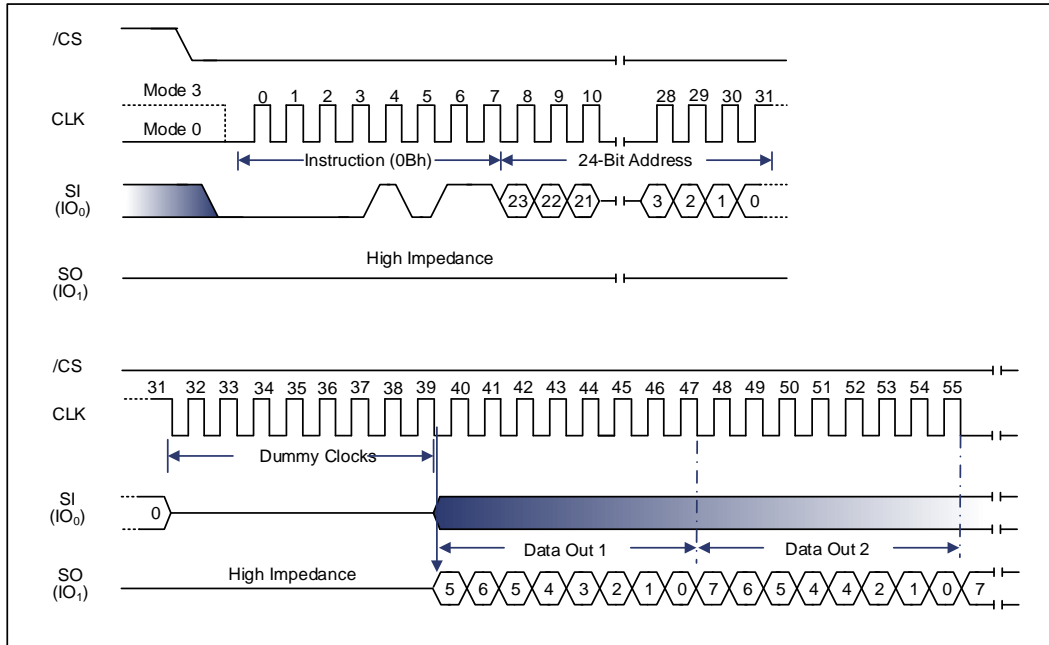 /CS
Mode 3
0 1 2 3 4 5 6 7 8 9 10 28 29 30 31
CLK
Mode 0
Instruction (0Bh) 24-Bit Address
SI
(IO0)
23 22 21 3 2 1 0
High Impedance
SO
(IO1)
/CS
31 32 33 34 35 36 37 38 39 40 41 42 43 44 45 46 47 48 49 50 51 52 53 54 55
CLK
Dummy Clocks
SI
(IO0)
0
Data Out 1 Data Out 2
High Impedance
SO
(IO1)
5 6 5 4 3 2 1 0 7 6 5 4 4 2 1 0 7